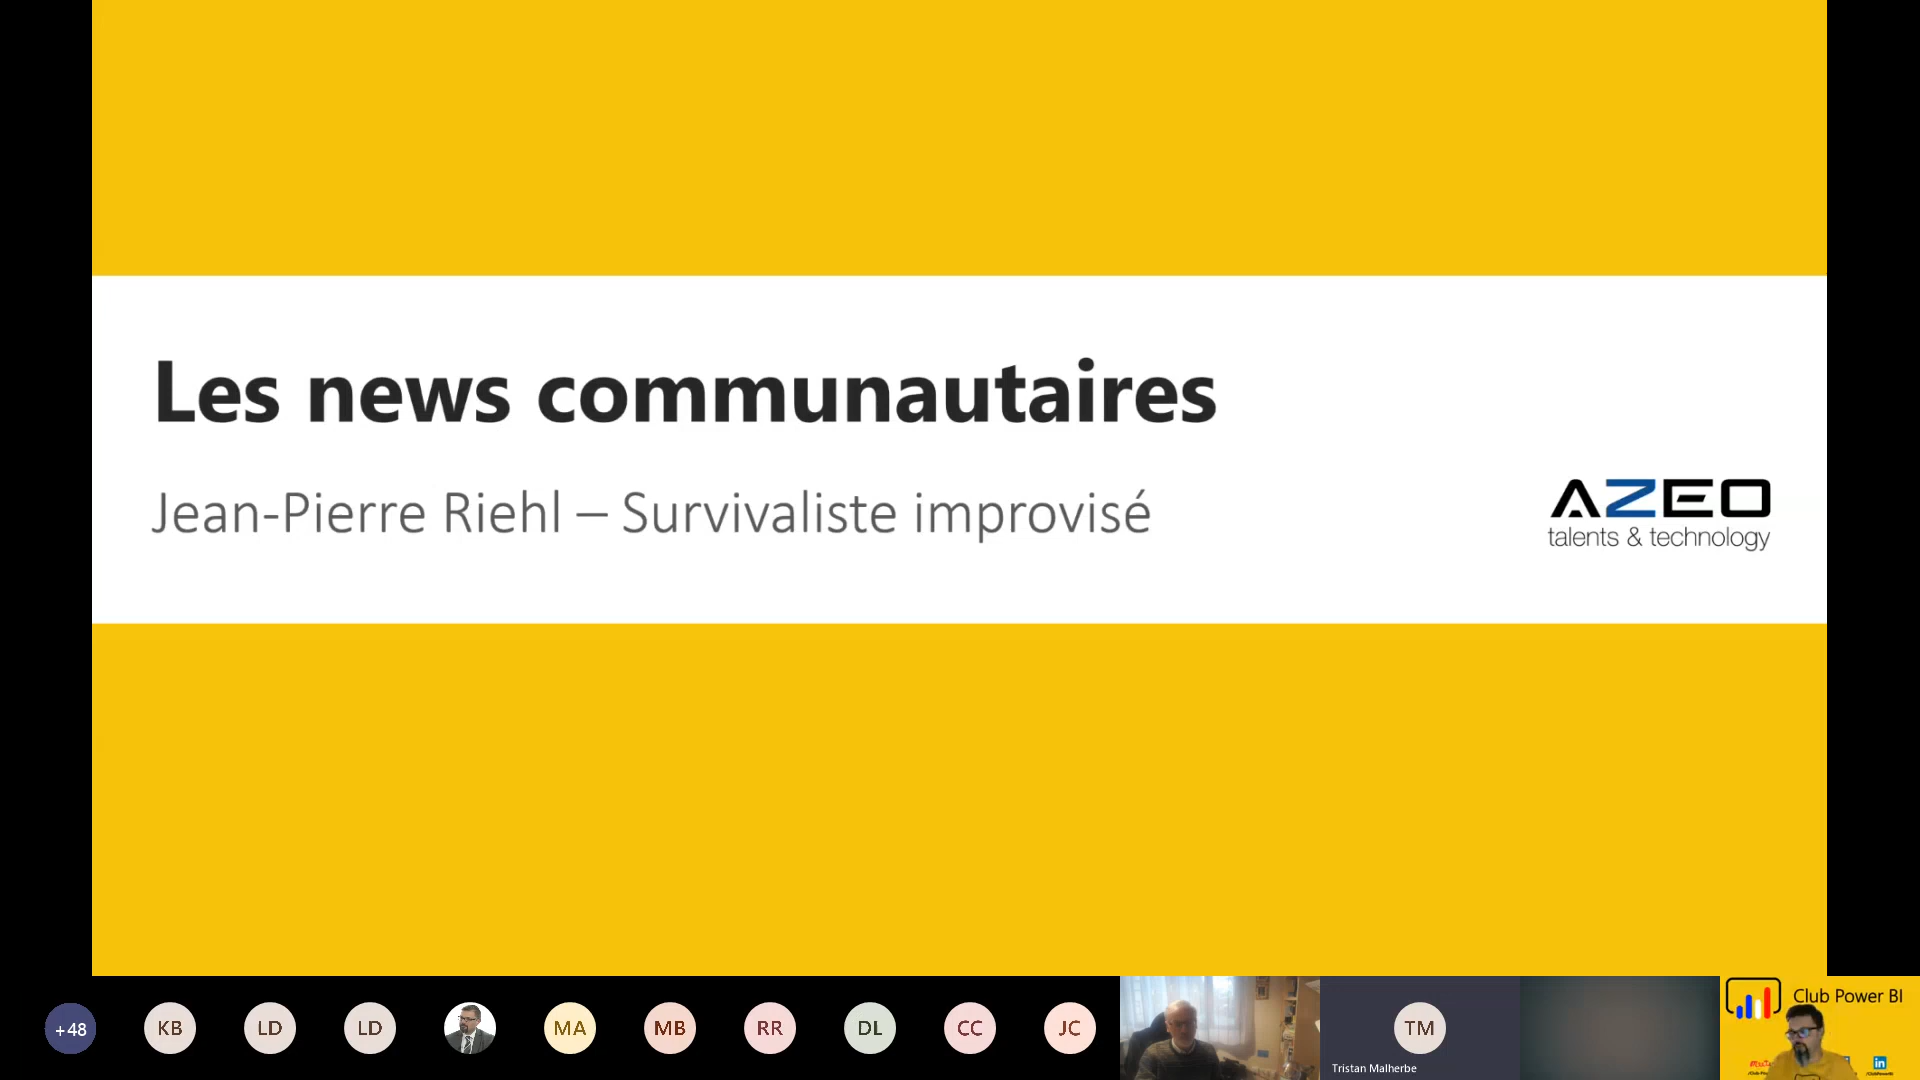 Les news communautaires
Jean-Pierre Riehl – Survivaliste improvisé
AZEO
talents & technology
+48
KB
LD
LD
MA
MB
RR
DL
CC
JC
TM
Tristan Malherbe
Club Power BI
in